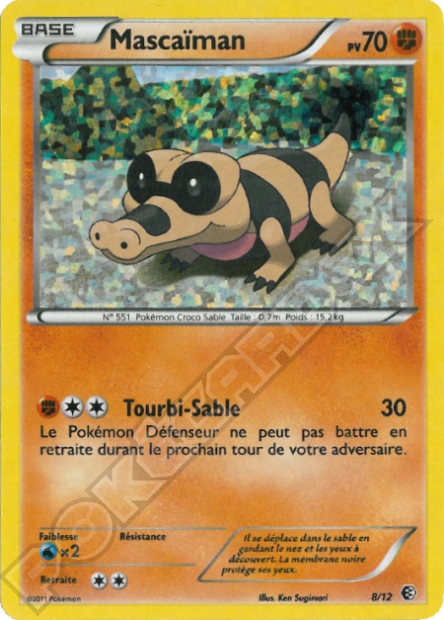 BASE
Mascaïman
PV70
N° 551 Pokémon Croco Sable Taille : 0,7m Poids : 15,2kg
Tourbi-Sable 30
Le Pokémon Défenseur ne peut pas battre en
retraite durant le prochain tour de votre adversaire.
Faiblesse Résistance
×2
Il se déplace dans le sable en
gardant le nez et les yeux à
découvert. La membrane noire
protège ses yeux.
Retraite
©2011 Pokémon
Illus. Ken Sugimori
8/12